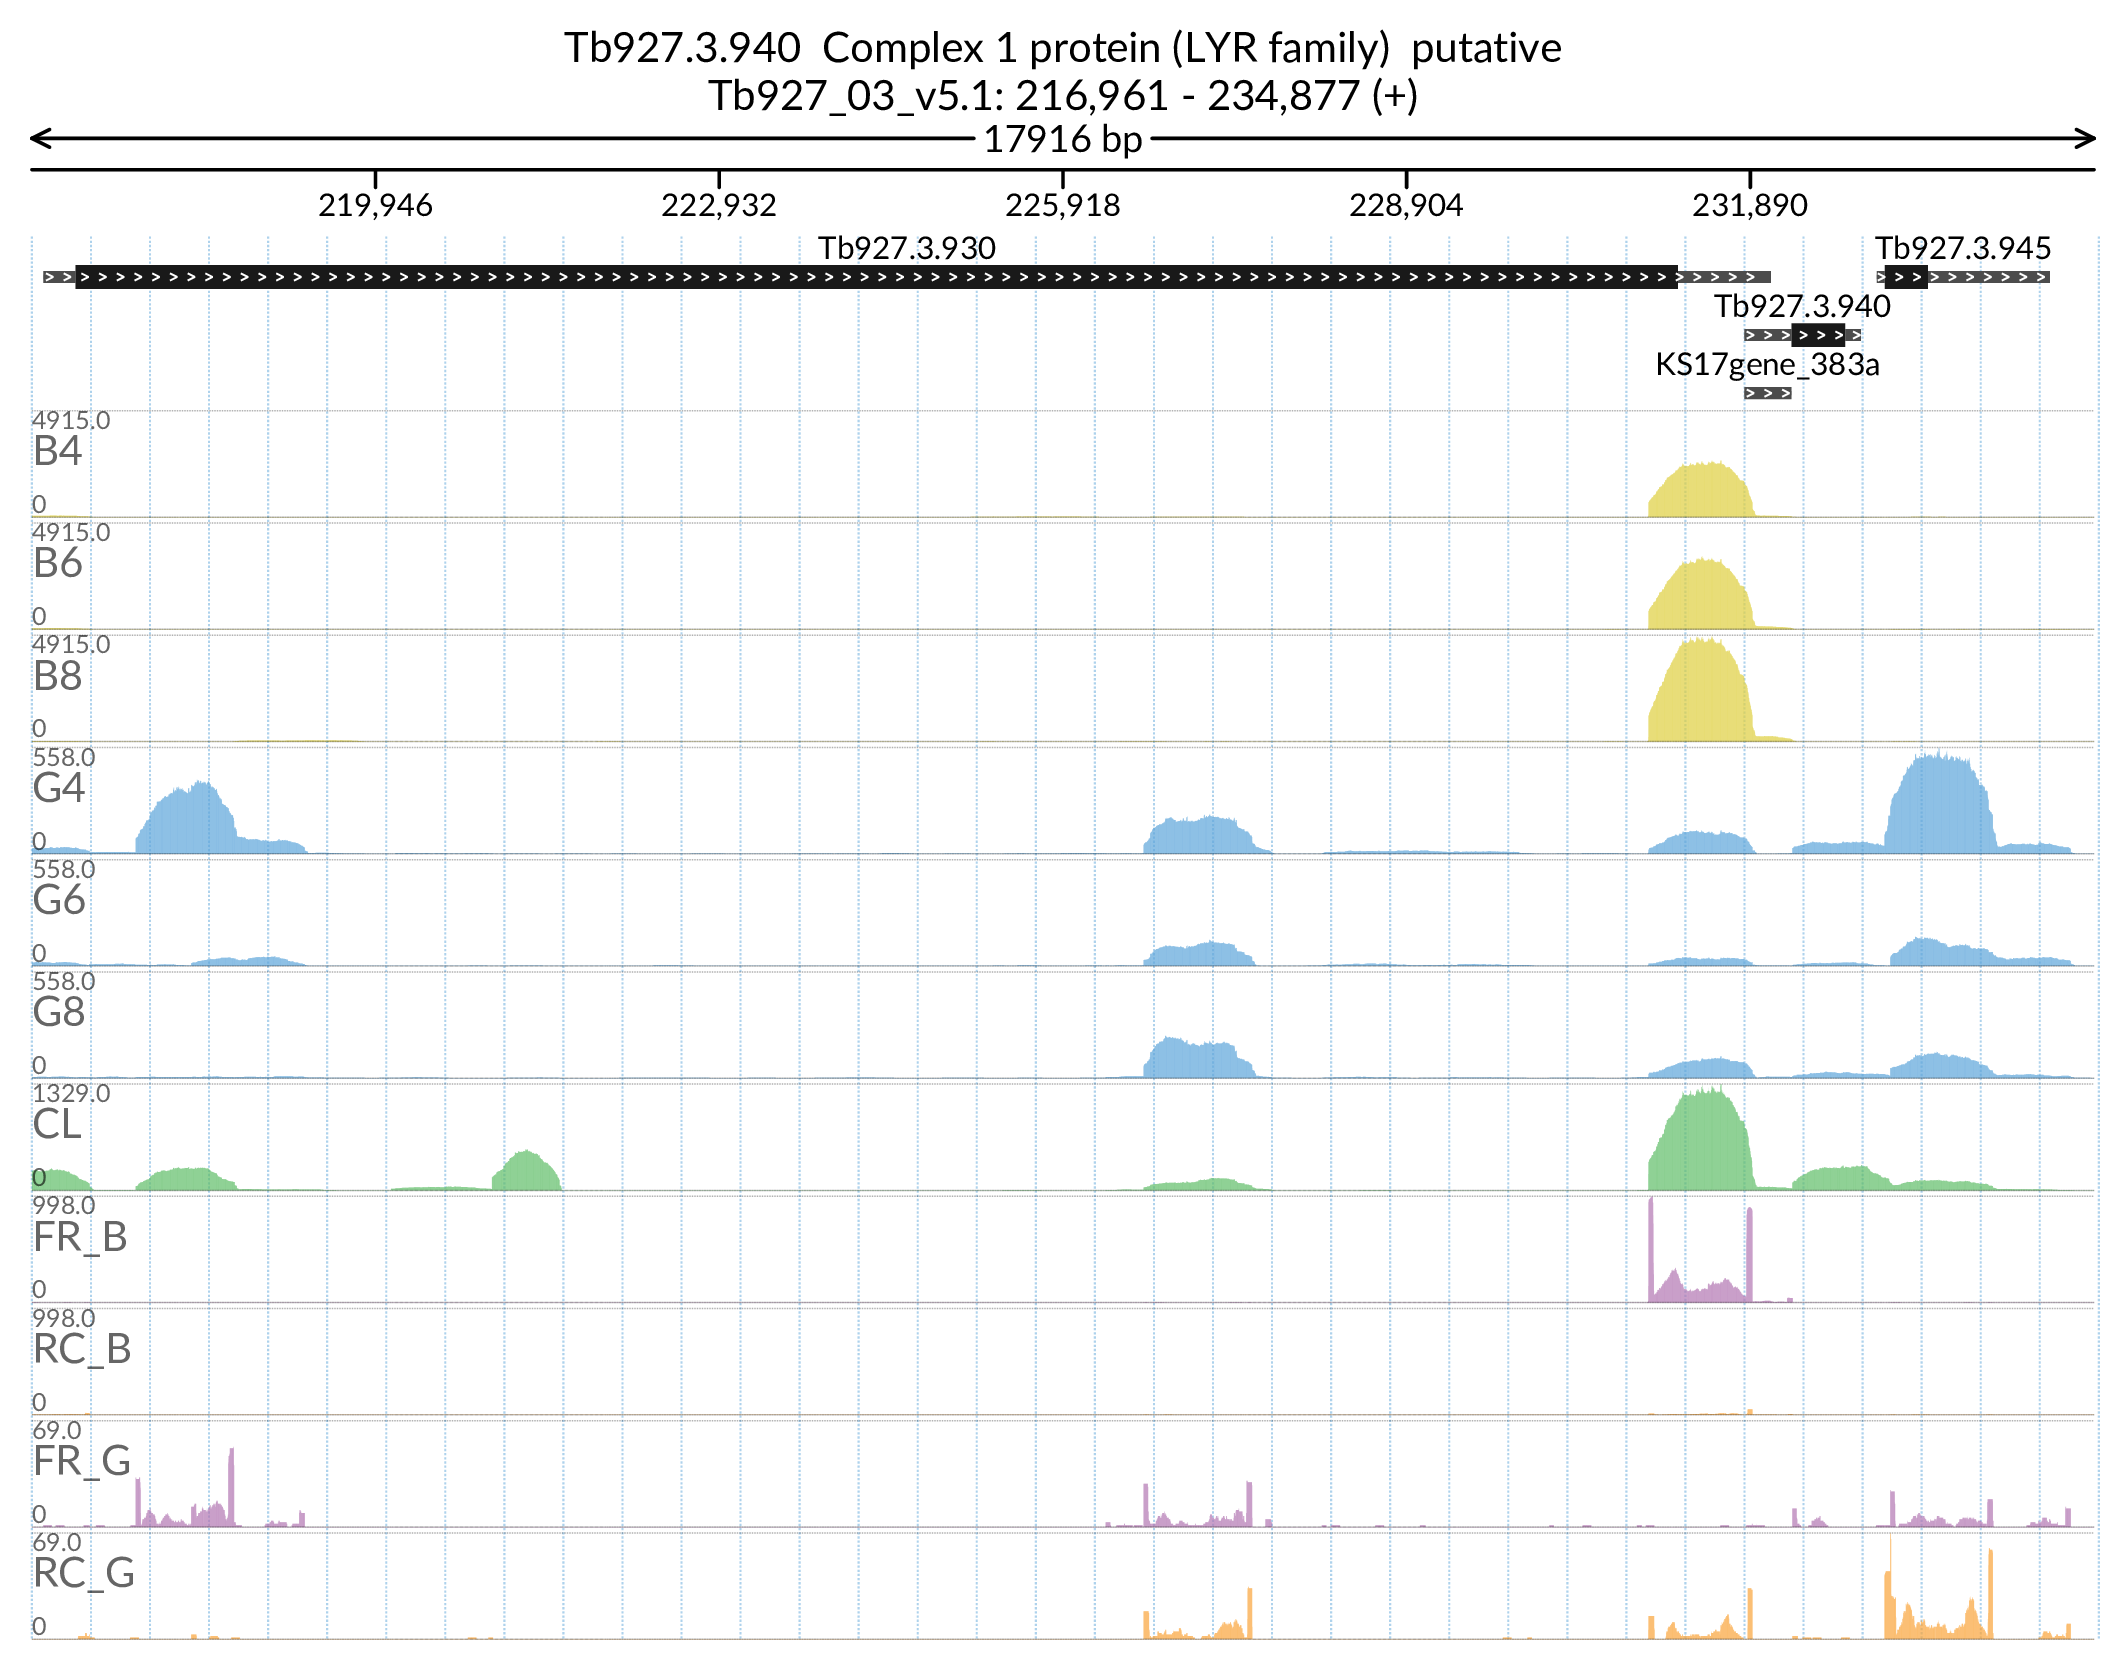 Tb927.3.940  Complex 1 protein (LYR family)  putative
Tb927_03_v5.1: 216,961 - 234,877 (+)
17916 bp
219,946 222,932 225,918 228,904 231,890
Tb927.3.930 Tb927.3.945
Tb927.3.940
KS17gene_383a
4915.0
B4
0
4915.0
B6
0
4915.0
B8
0
558.0
G4
0
558.0
G6
0
558.0
G8
0
1329.0
CL
0
998.0
FR_B
0
998.0
RC_B
0
69.0
FR_G
0
69.0
RC_G
0